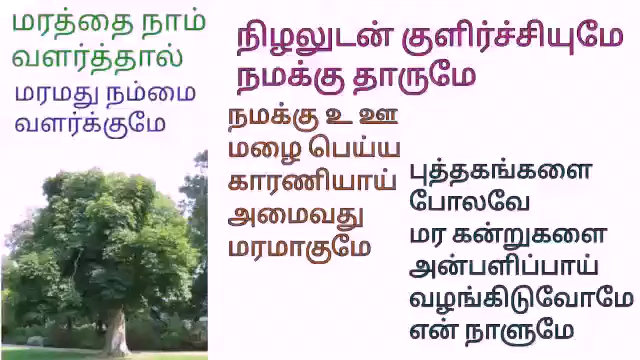 மரத்தை நாம்
வளர்த்தால்
மரமது நம்மை
வளர்க்குமே
நிழலுடன் குளிர்ச்சியுமே
நமக்கு தாருமே
நமக்கு உ ஊ
மழை பெய்ய
காரணியாய்
அமைவது
மரமாகுமே
புத்தகங்களை
போலவே
மர கன்றுகளை
அன்பளிப்பாய்
வழங்கிடுவோமே
என் நாளுமே